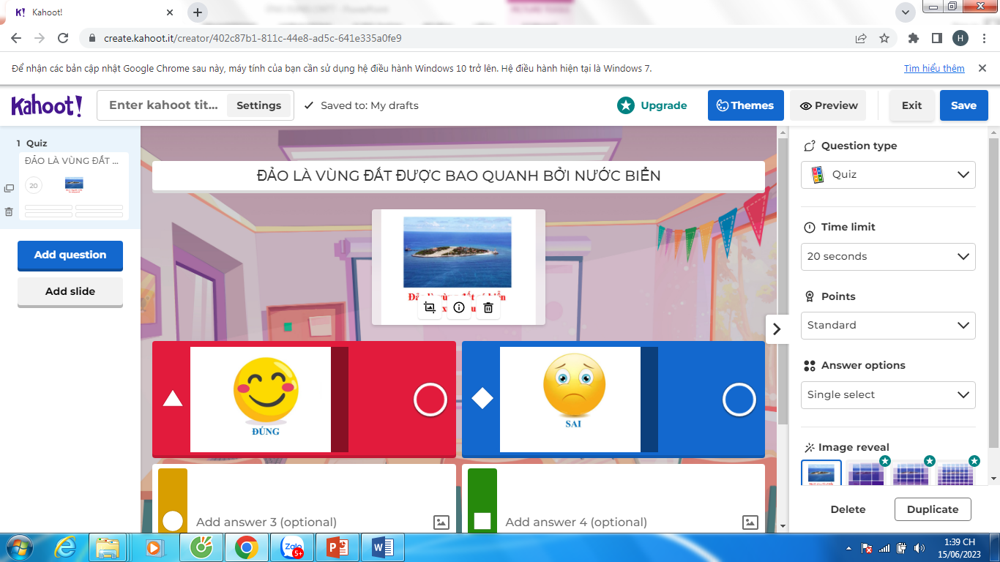 Kahoot!
create.kahoot.it/creator/402c87b1-811c-44e8-ad5c-641e335a0fe9
H
Để nhận các bản cập nhật Google Chrome sau này, máy tính của bạn cần sử dụng hệ điều hành Windows 10 trở lên. Hệ điều hành hiện tại là Windows 7.
Tìm hiểu thêm
Kahoot!
Enter kahoot tit...
Settings
Saved to: My drafts
Upgrade
Themes
Preview
Exit
Save
1 Quiz
ĐẢO LÀ VÙNG ĐẤT ...
20
Add question
Add slide
ĐẢO LÀ VÙNG ĐẤT ĐƯỢC BAO QUANH BỞI NƯỚC BIỂN
ĐÚNG
SAI
Add answer 3 (optional)
Add answer 4 (optional)
Question type
Quiz
Time limit
20 seconds
Points
Standard
Answer options
Single select
Image reveal
Delete
Duplicate
Zalo
5+
1:39 CH
15/06/2023